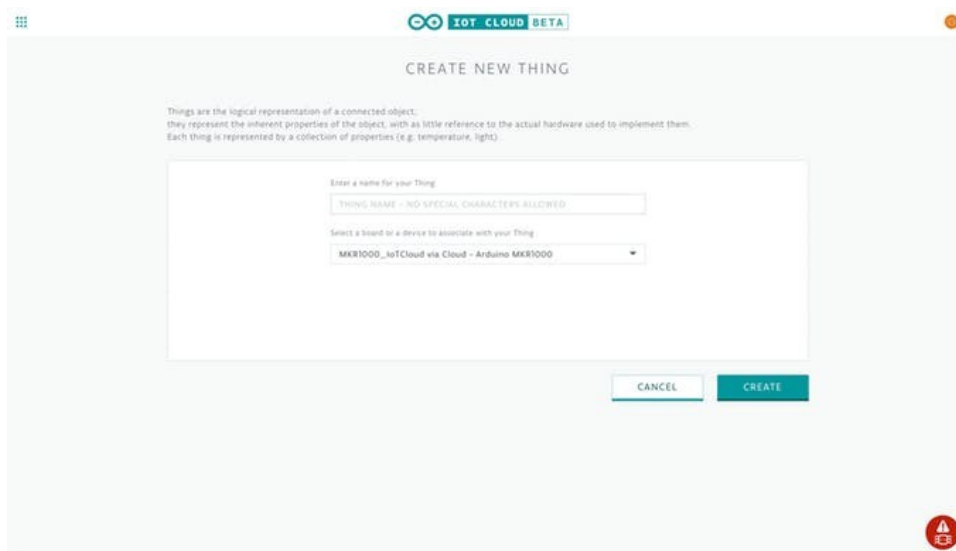 IOT CLOUD BETA
CREATE NEW THING
Things are the logical representation of a connected object;
they represent the inherent properties of the object, with as little reference to the actual hardware used to implement them.
Each thing is represented by a collection of properties (e.g. temperature, light).
Enter a name for your Thing
THING NAME - NO SPECIAL CHARACTERS ALLOWED
Select a board or a device to associate with your Thing
MKR1000_IoTCloud via Cloud - Arduino MKR1000
CANCEL
CREATE